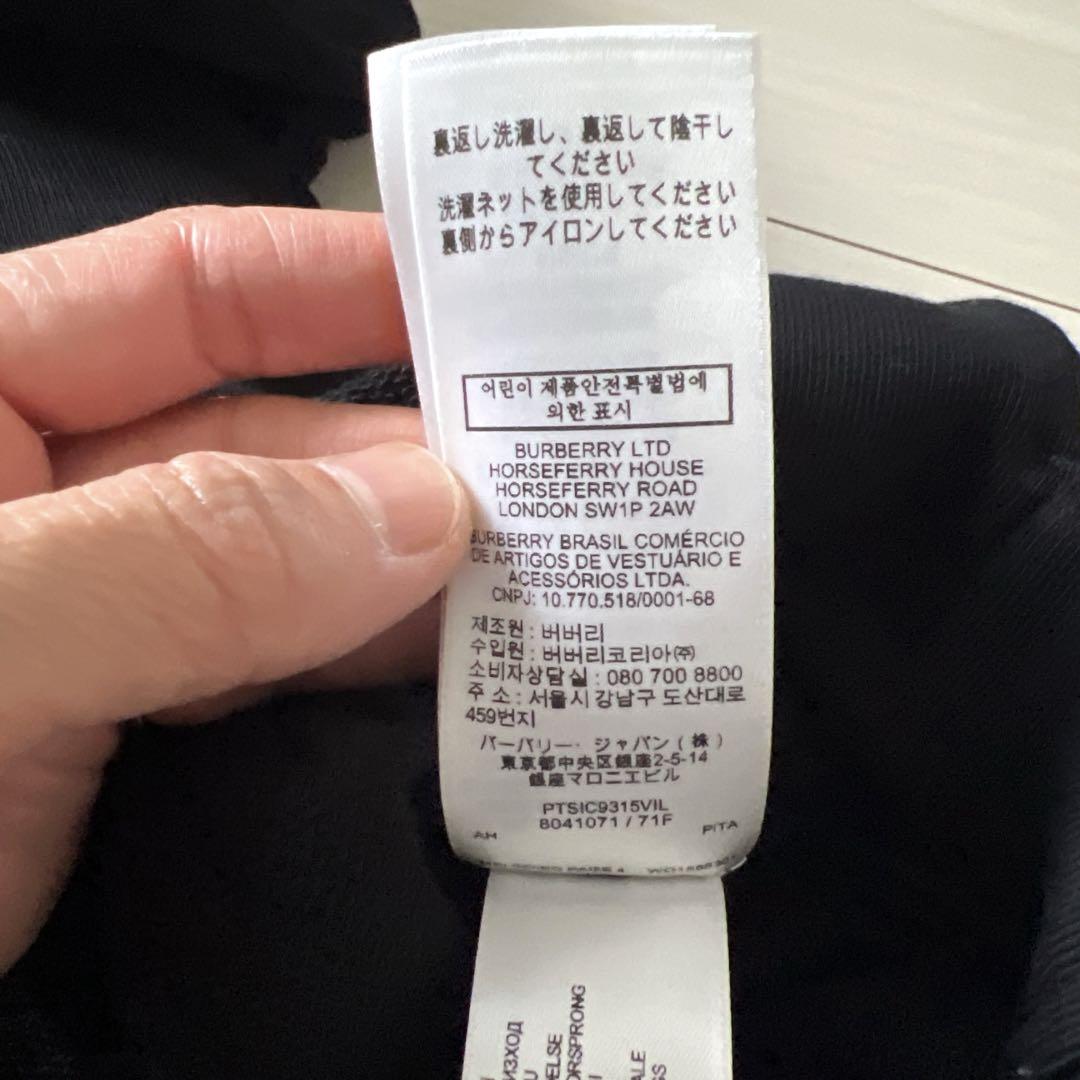 裏返し洗濯し、裏返して陰干し
てください
洗濯ネットを使用してください
裏側からアイロンしてください
어린이 제품안전특별법에
의한 표시
BURBERRY LTD
HORSEFERRY HOUSE
HORSEFERRY ROAD
LONDON SW1P 2AW
BURBERRY BRASIL COMÉRCIO
DE ARTIGOS DE VESTUÁRIO E
ACESSÓRIOS LTDA.
CNPJ: 10.770.518/0001-68
제조원 : 버버리
수입원 : 버버리코리아㈜
소비자상담실 : 080 700 8800
주 소 : 서울시 강남구 도산대로
459번지
バーバリー・ジャパン ( 株 )
東京都中央区銀座2-5-14
銀座マロニエビル
PTSIC9315VIL
8041071 / 71F
AH PITA